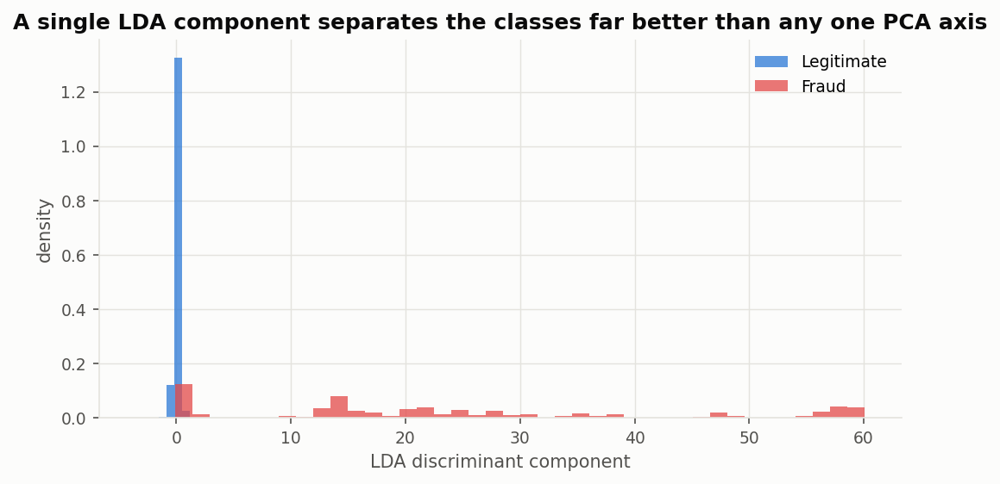 A single LDA component separates the classes far better than any one PCA axis
Legitimate
Fraud
density
1.2
1.0
0.8
0.6
0.4
0.2
0.0
0 10 20 30 40 50 60
LDA discriminant component